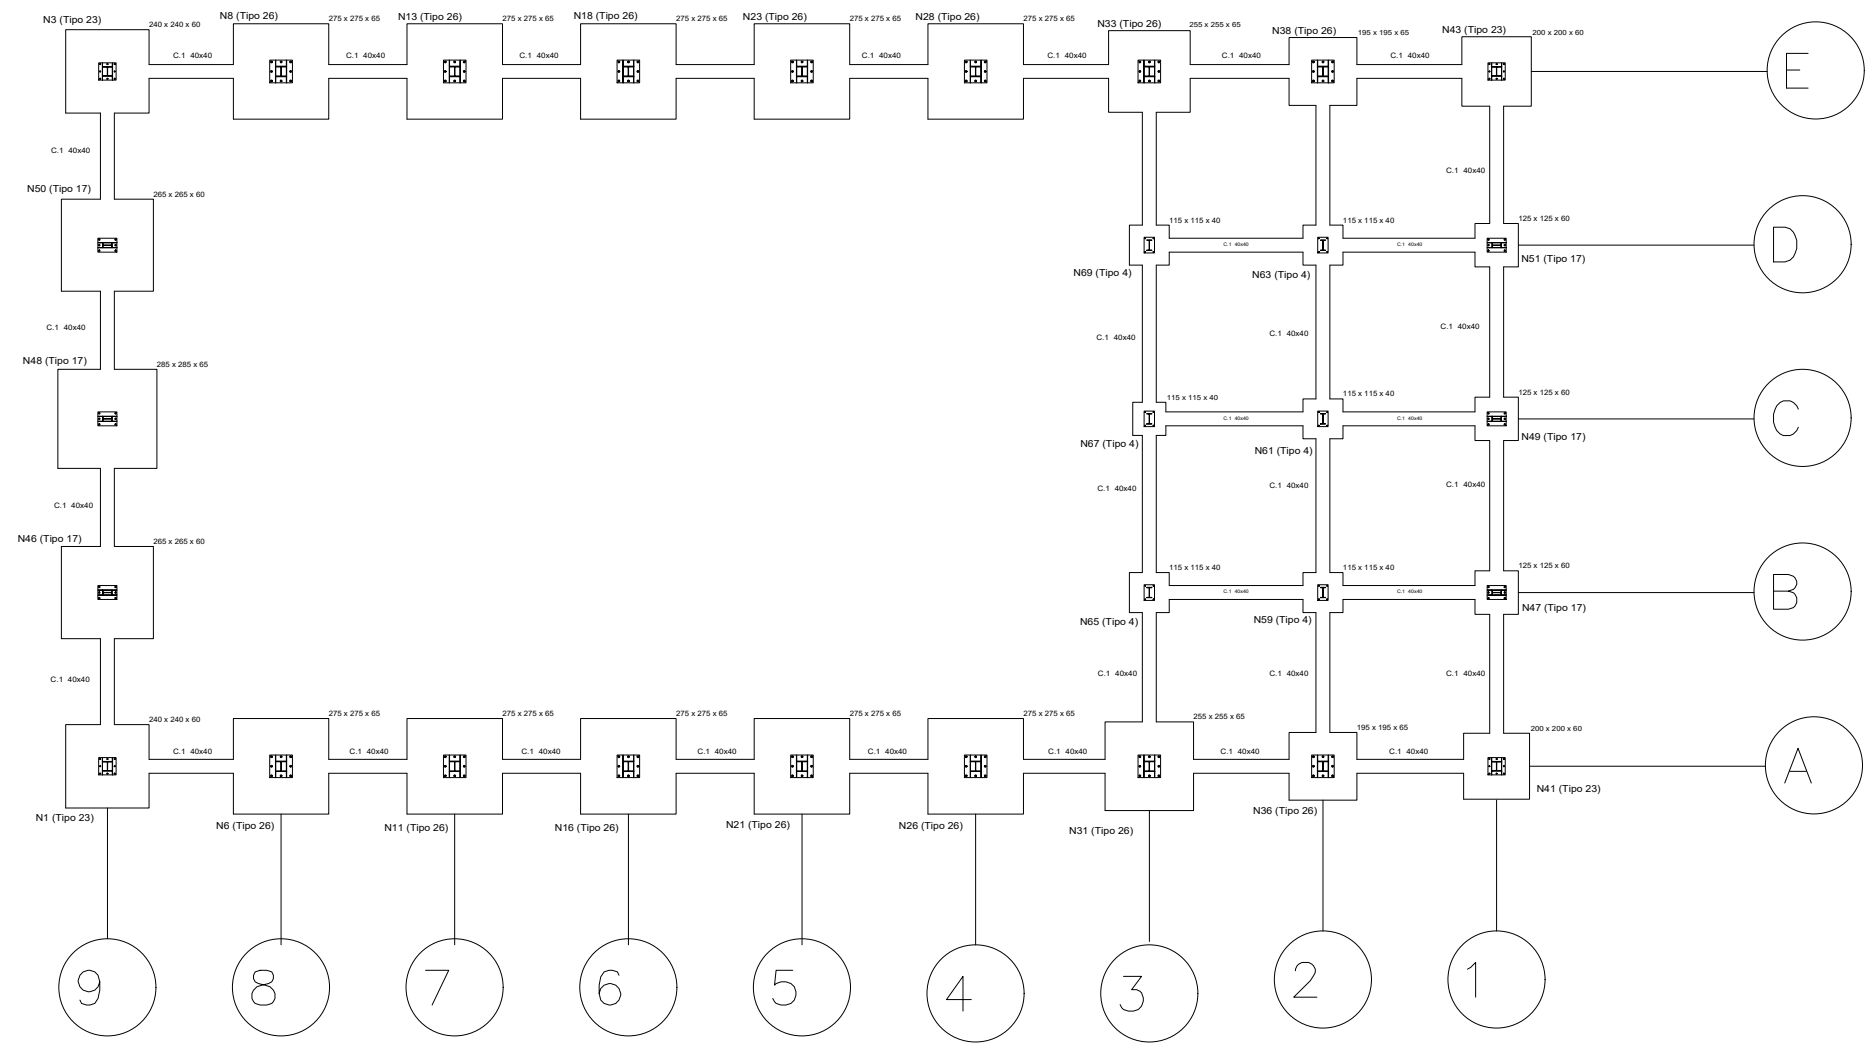 N3 (Tipo 23) 240 x 240 x 60 N8 (Tipo 26) 275 x 275 x 65 N13 (Tipo 26) 275 x 275 x 65 N18 (Tipo 26) 275 x 275 x 65 N23 (Tipo 26) 275 x 275 x 65 N28 (Tipo 26) 275 x 275 x 65 N33 (Tipo 26) 255 x 255 x 65 N38 (Tipo 26) 195 x 195 x 65 N43 (Tipo 23) 200 x 200 x 60
C.1 40x40 C.1 40x40 C.1 40x40 C.1 40x40 C.1 40x40 C.1 40x40 C.1 40x40 C.1 40x40
E
C.1 40x40 C.1 40x40
N50 (Tipo 17) 265 x 265 x 60 115 x 115 x 40 115 x 115 x 40 125 x 125 x 60
C.1 40x40 C.1 40x40
D
N69 (Tipo 4) N63 (Tipo 4) N51 (Tipo 17)
C.1 40x40 C.1 40x40 C.1 40x40 C.1 40x40
N48 (Tipo 17) 285 x 285 x 65 115 x 115 x 40 115 x 115 x 40 125 x 125 x 60
C.1 40x40 C.1 40x40
C
N67 (Tipo 4) N61 (Tipo 4) N49 (Tipo 17)
C.1 40x40 C.1 40x40 C.1 40x40 C.1 40x40
N46 (Tipo 17) 265 x 265 x 60 115 x 115 x 40 115 x 115 x 40 125 x 125 x 60
C.1 40x40 C.1 40x40
B
N65 (Tipo 4) N59 (Tipo 4) N47 (Tipo 17)
C.1 40x40 C.1 40x40 C.1 40x40 C.1 40x40
240 x 240 x 60 275 x 275 x 65 275 x 275 x 65 275 x 275 x 65 275 x 275 x 65 275 x 275 x 65 255 x 255 x 65 195 x 195 x 65 200 x 200 x 60
C.1 40x40 C.1 40x40 C.1 40x40 C.1 40x40 C.1 40x40 C.1 40x40 C.1 40x40 C.1 40x40
A
N1 (Tipo 23) N6 (Tipo 26) N11 (Tipo 26) N16 (Tipo 26) N21 (Tipo 26) N26 (Tipo 26) N31 (Tipo 26) N36 (Tipo 26) N41 (Tipo 23)
9 8 7 6 5 4 3 2 1